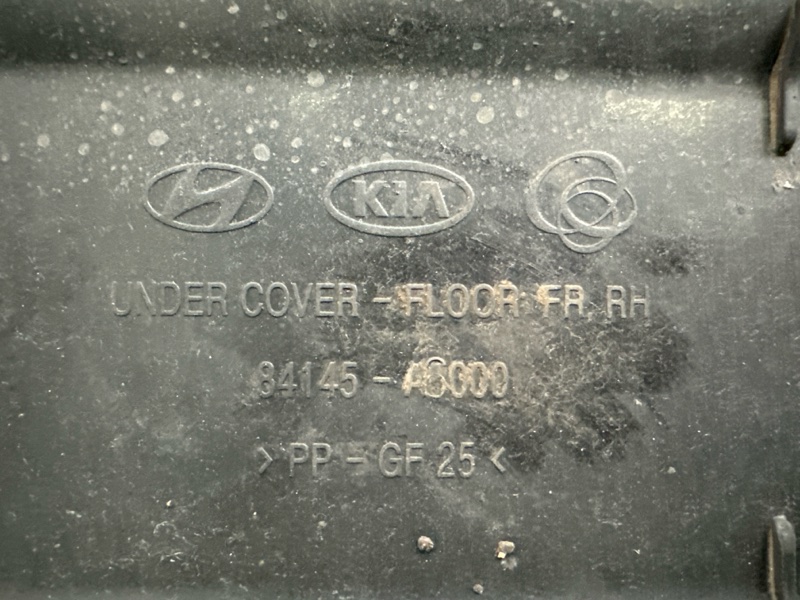 KIA
UNDER COVER - FLOOR FR, RH
84145 -
> PP - GF 25 <